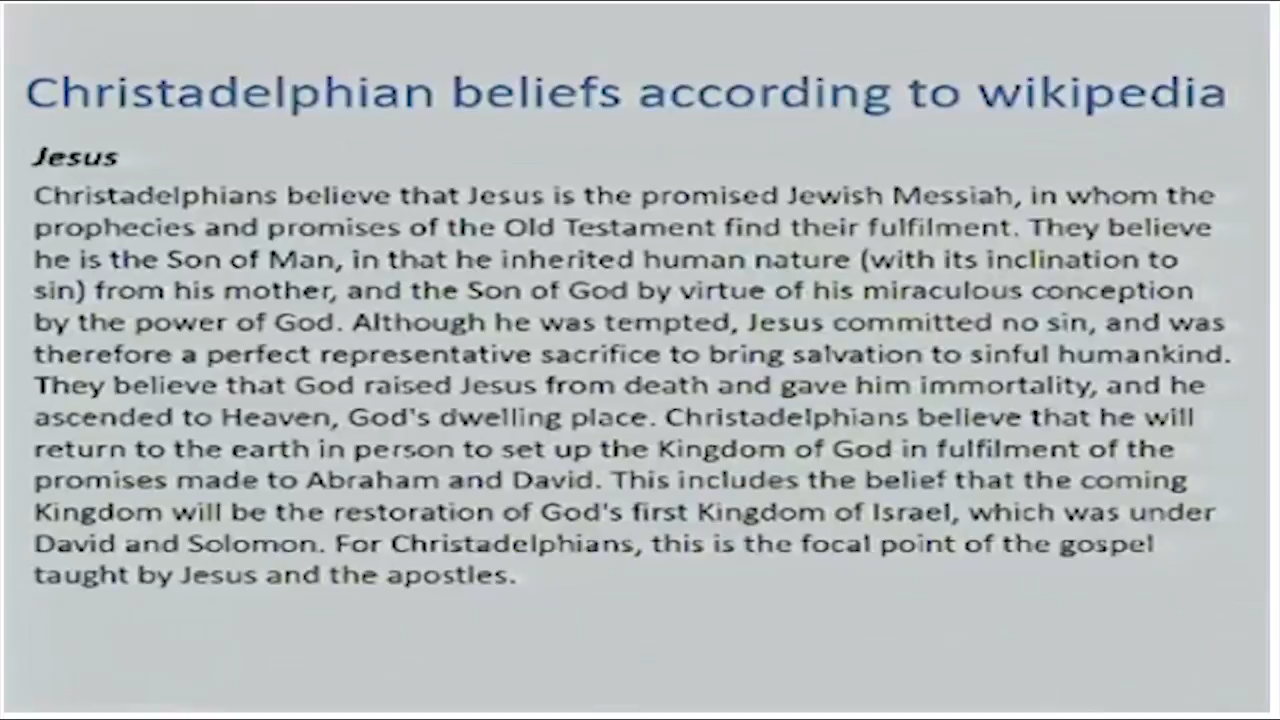 Christadelphian beliefs according to wikipedia
Jesus
Christadelphians believe that Jesus is the promised Jewish Messiah, in whom the
prophecies and promises of the Old Testament find their fulfilment. They believe
he is the Son of Man, in that he inherited human nature (with its inclination to
sin) from his mother, and the Son of God by virtue of his miraculous conception
by the power of God. Although he was tempted, Jesus committed no sin, and was
therefore a perfect representative sacrifice to bring salvation to sinful humankind.
They believe that God raised Jesus from death and gave him immortality, and he
ascended to Heaven, God's dwelling place. Christadelphians believe that he will
return to the earth in person to set up the Kingdom of God in fulfilment of the
promises made to Abraham and David. This includes the belief that the coming
Kingdom will be the restoration of God's first Kingdom of Israel, which was under
David and Solomon. For Christadelphians, this is the focal point of the gospel
taught by Jesus and the apostles.